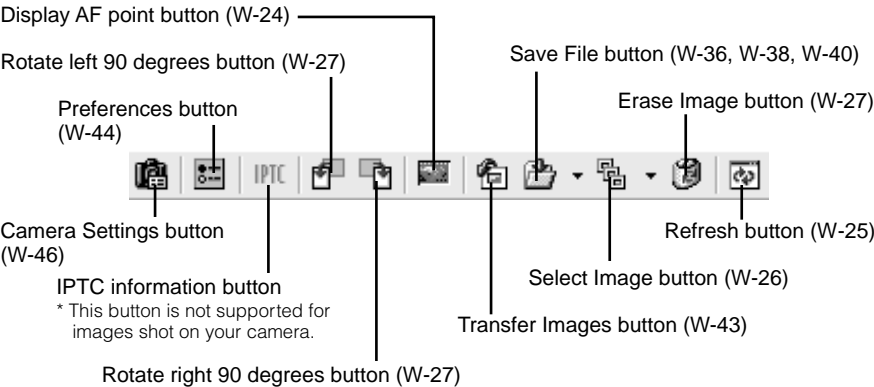 Display AF point button (W-24)
Rotate left 90 degrees button (W-27)
Save File button (W-36, W-38, W-40)
Preferences button
(W-44)
Erase Image button (W-27)
IPTC
Camera Settings button
(W-46)
Refresh button (W-25)
IPTC information button
* This button is not supported for
images shot on your camera.
Select Image button (W-26)
Transfer Images button (W-43)
Rotate right 90 degrees button (W-27)